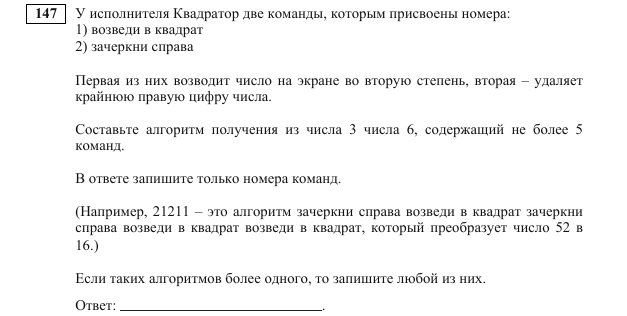 147 У исполнителя Квадратор две команды, которым присвоены номера:
1) возведи в квадрат
2) зачеркни справа
Первая из них возводит число на экране во вторую степень, вторая – удаляет
крайнюю правую цифру числа.
Составьте алгоритм получения из числа 3 числа 6, содержащий не более 5
команд.
В ответе запишите только номера команд.
(Например, 21211 – это алгоритм зачеркни справа возведи в квадрат зачеркни
справа возведи в квадрат возведи в квадрат, который преобразует число 52 в
16.)
Если таких алгоритмов более одного, то запишите любой из них.
Ответ: ____________________________.